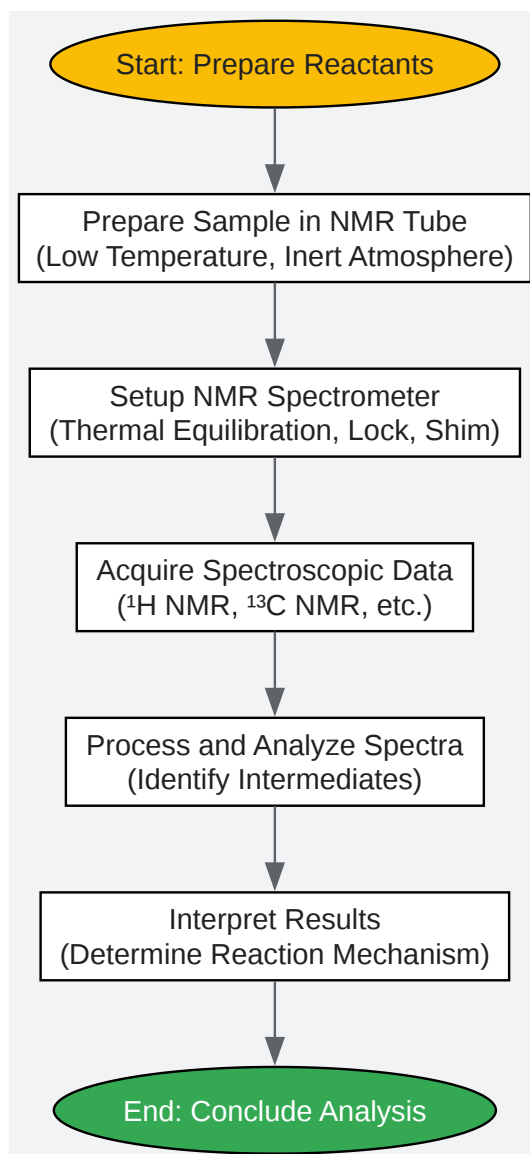 Start: Prepare Reactants
Prepare Sample in NMR Tube
(Low Temperature, Inert Atmosphere)
Setup NMR Spectrometer
(Thermal Equilibration, Lock, Shim)
Acquire Spectroscopic Data
(¹H NMR, ¹³C NMR, etc.)
Process and Analyze Spectra
(Identify Intermediates)
Interpret Results
(Determine Reaction Mechanism)
End: Conclude Analysis